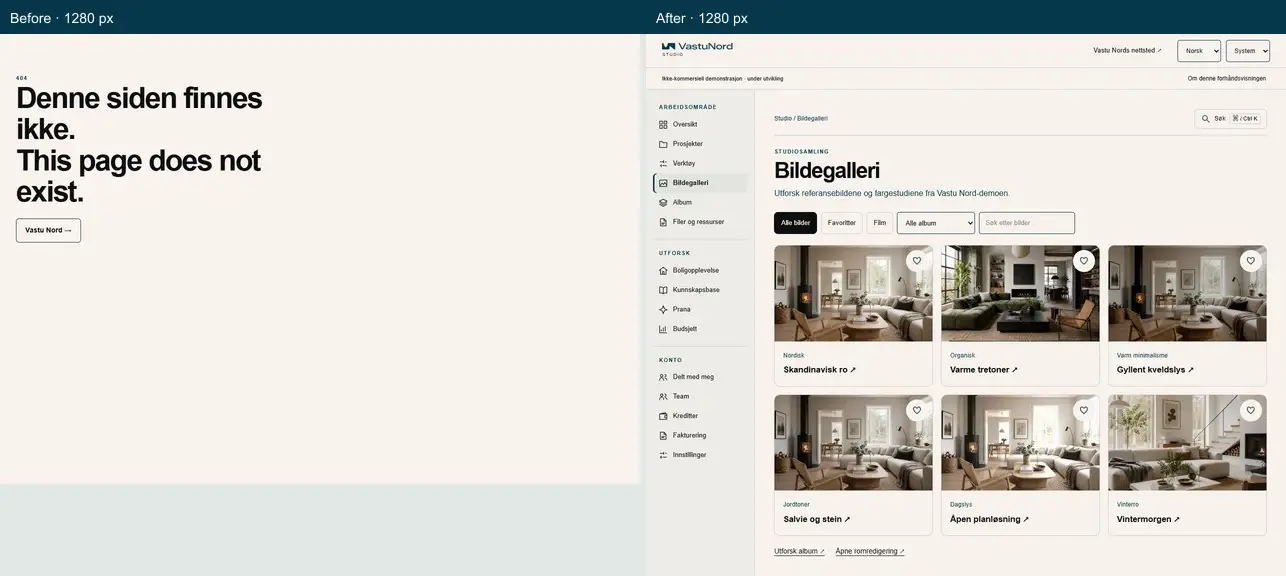 Before · 1280 px
404
Denne siden finnes
ikke.
This page does not
exist.
Vastu Nord →
After · 1280 px
VastuNord
STUDIO
Vastu Nords nettsted ↗
Norsk
System
Ikke-kommersiell demonstrasjon · under utvikling
Om denne forhåndsvisningen
ARBEIDSOMRÅDE
Oversikt
Prosjekter
Verktøy
Bildegalleri
Album
Filer og ressurser
UTFORSK
Boligopplevelse
Kunnskapsbase
Prana
Budsjett
KONTO
Delt med meg
Team
Kreditter
Fakturering
Innstillinger
Studio / Bildegalleri
Søk ⌘ / Ctrl K
STUDIOSAMLING
Bildegalleri
Utforsk referansebildene og fargestudiene fra Vastu Nord-demoen.
Alle bilder
Favoritter
Film
Alle album
Søk etter bilder
Nordisk
Skandinavisk ro ↗
Organisk
Varme tretoner ↗
Varm minimalisme
Gyllent kveldslys ↗
Jordtoner
Salvie og stein ↗
Dagslys
Åpen planløsning ↗
Vinterro
Vintermorgen ↗
Utforsk album ↗
Åpne romredigering ↗